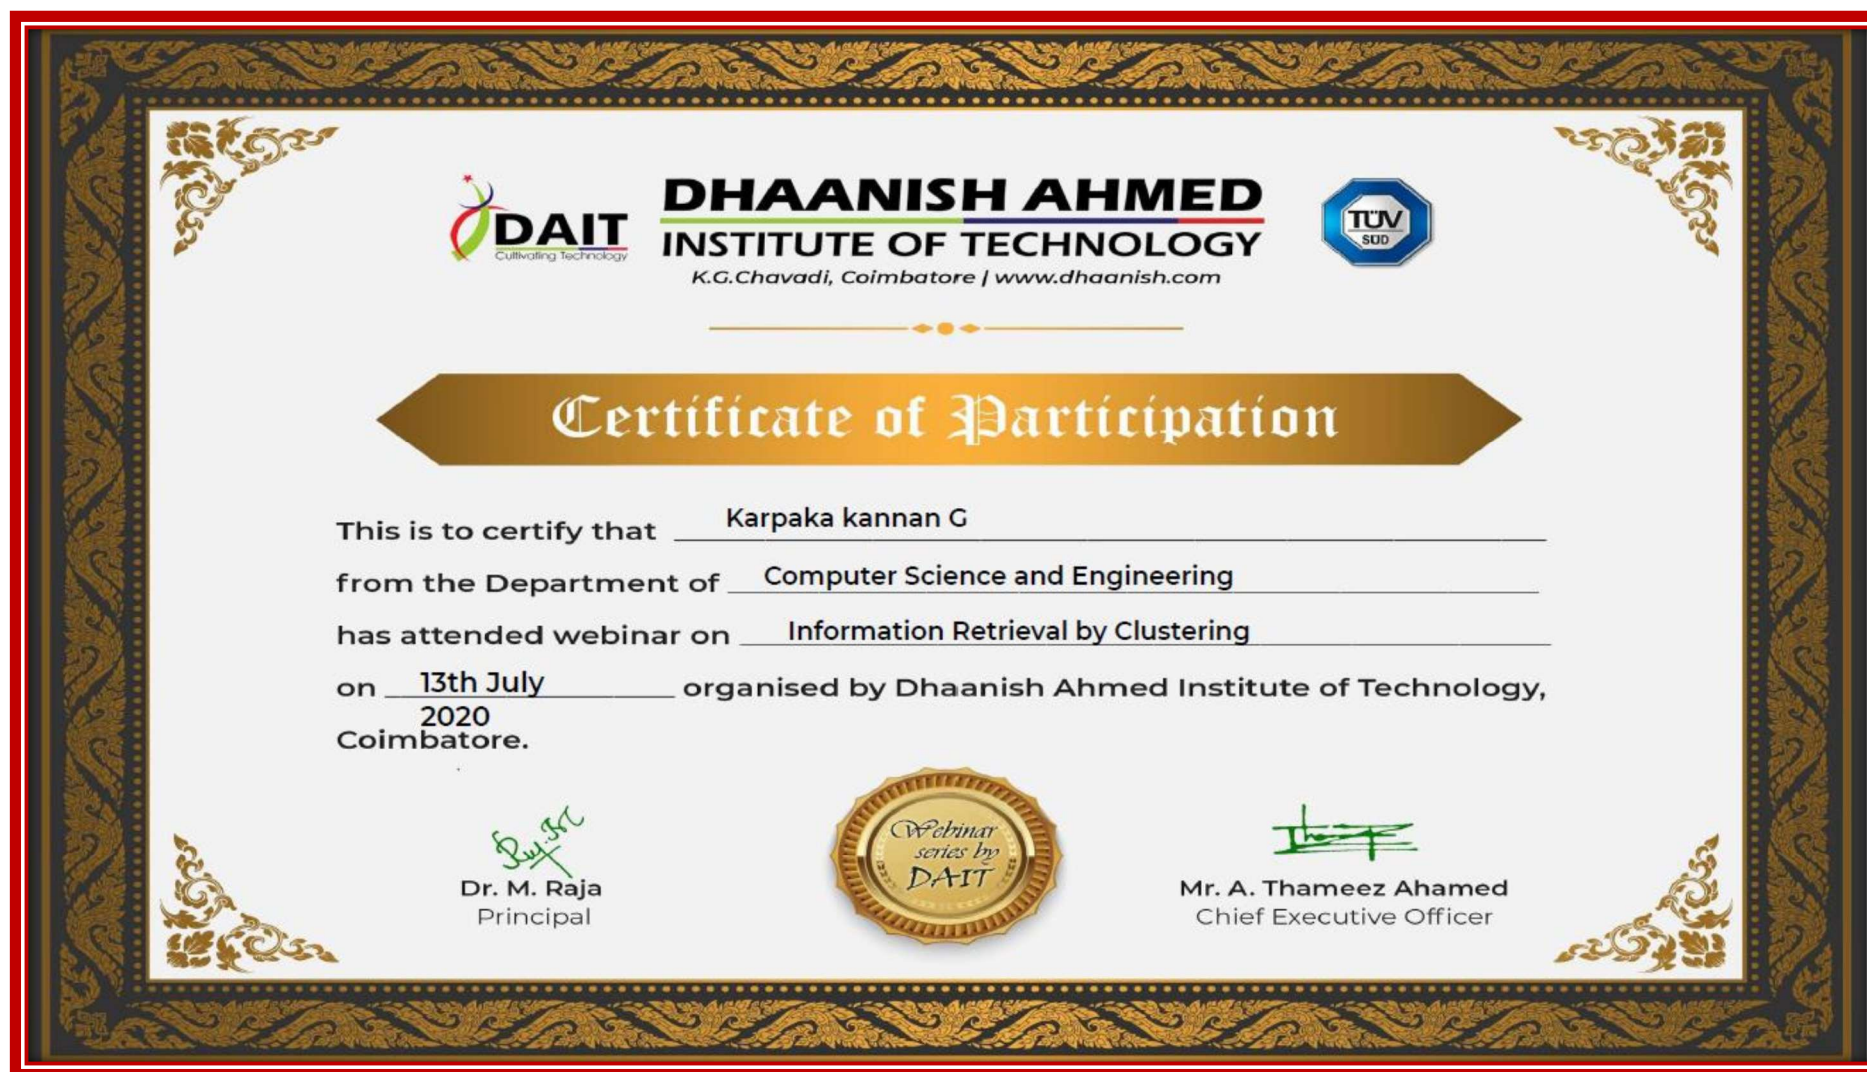 DAIT
Cultivating Technology
DHAANISH AHMED
INSTITUTE OF TECHNOLOGY
K.G.Chavadi, Coimbatore | www.dhaanish.com
TÜV
SÜD
Certificate of Participation
This is to certify that Karpaka kannan G
from the Department of Computer Science and Engineering
has attended webinar on Information Retrieval by Clustering
on 13th July organised by Dhaanish Ahmed Institute of Technology,
2020
Coimbatore.
Webinar
series by
DAIT
Dr. M. Raja
Principal
Mr. A. Thameez Ahamed
Chief Executive Officer